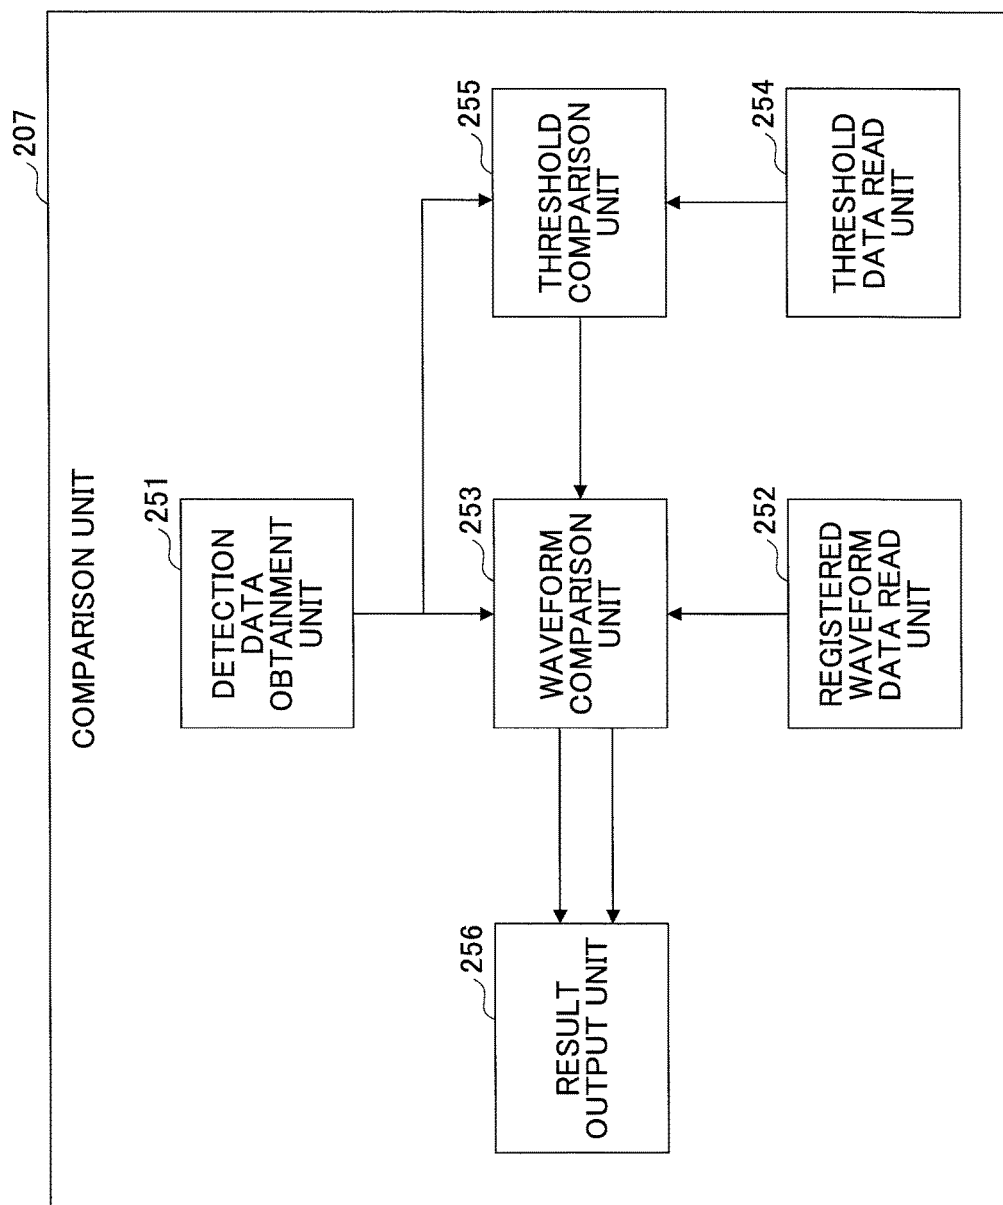 207
COMPARISON UNIT
251
DETECTION
DATA
OBTAINMENT
UNIT
256
RESULT
OUTPUT UNIT
253
WAVEFORM
COMPARISON
UNIT
255
THRESHOLD
COMPARISON
UNIT
252
REGISTERED
WAVEFORM
DATA READ
UNIT
254
THRESHOLD
DATA READ
UNIT